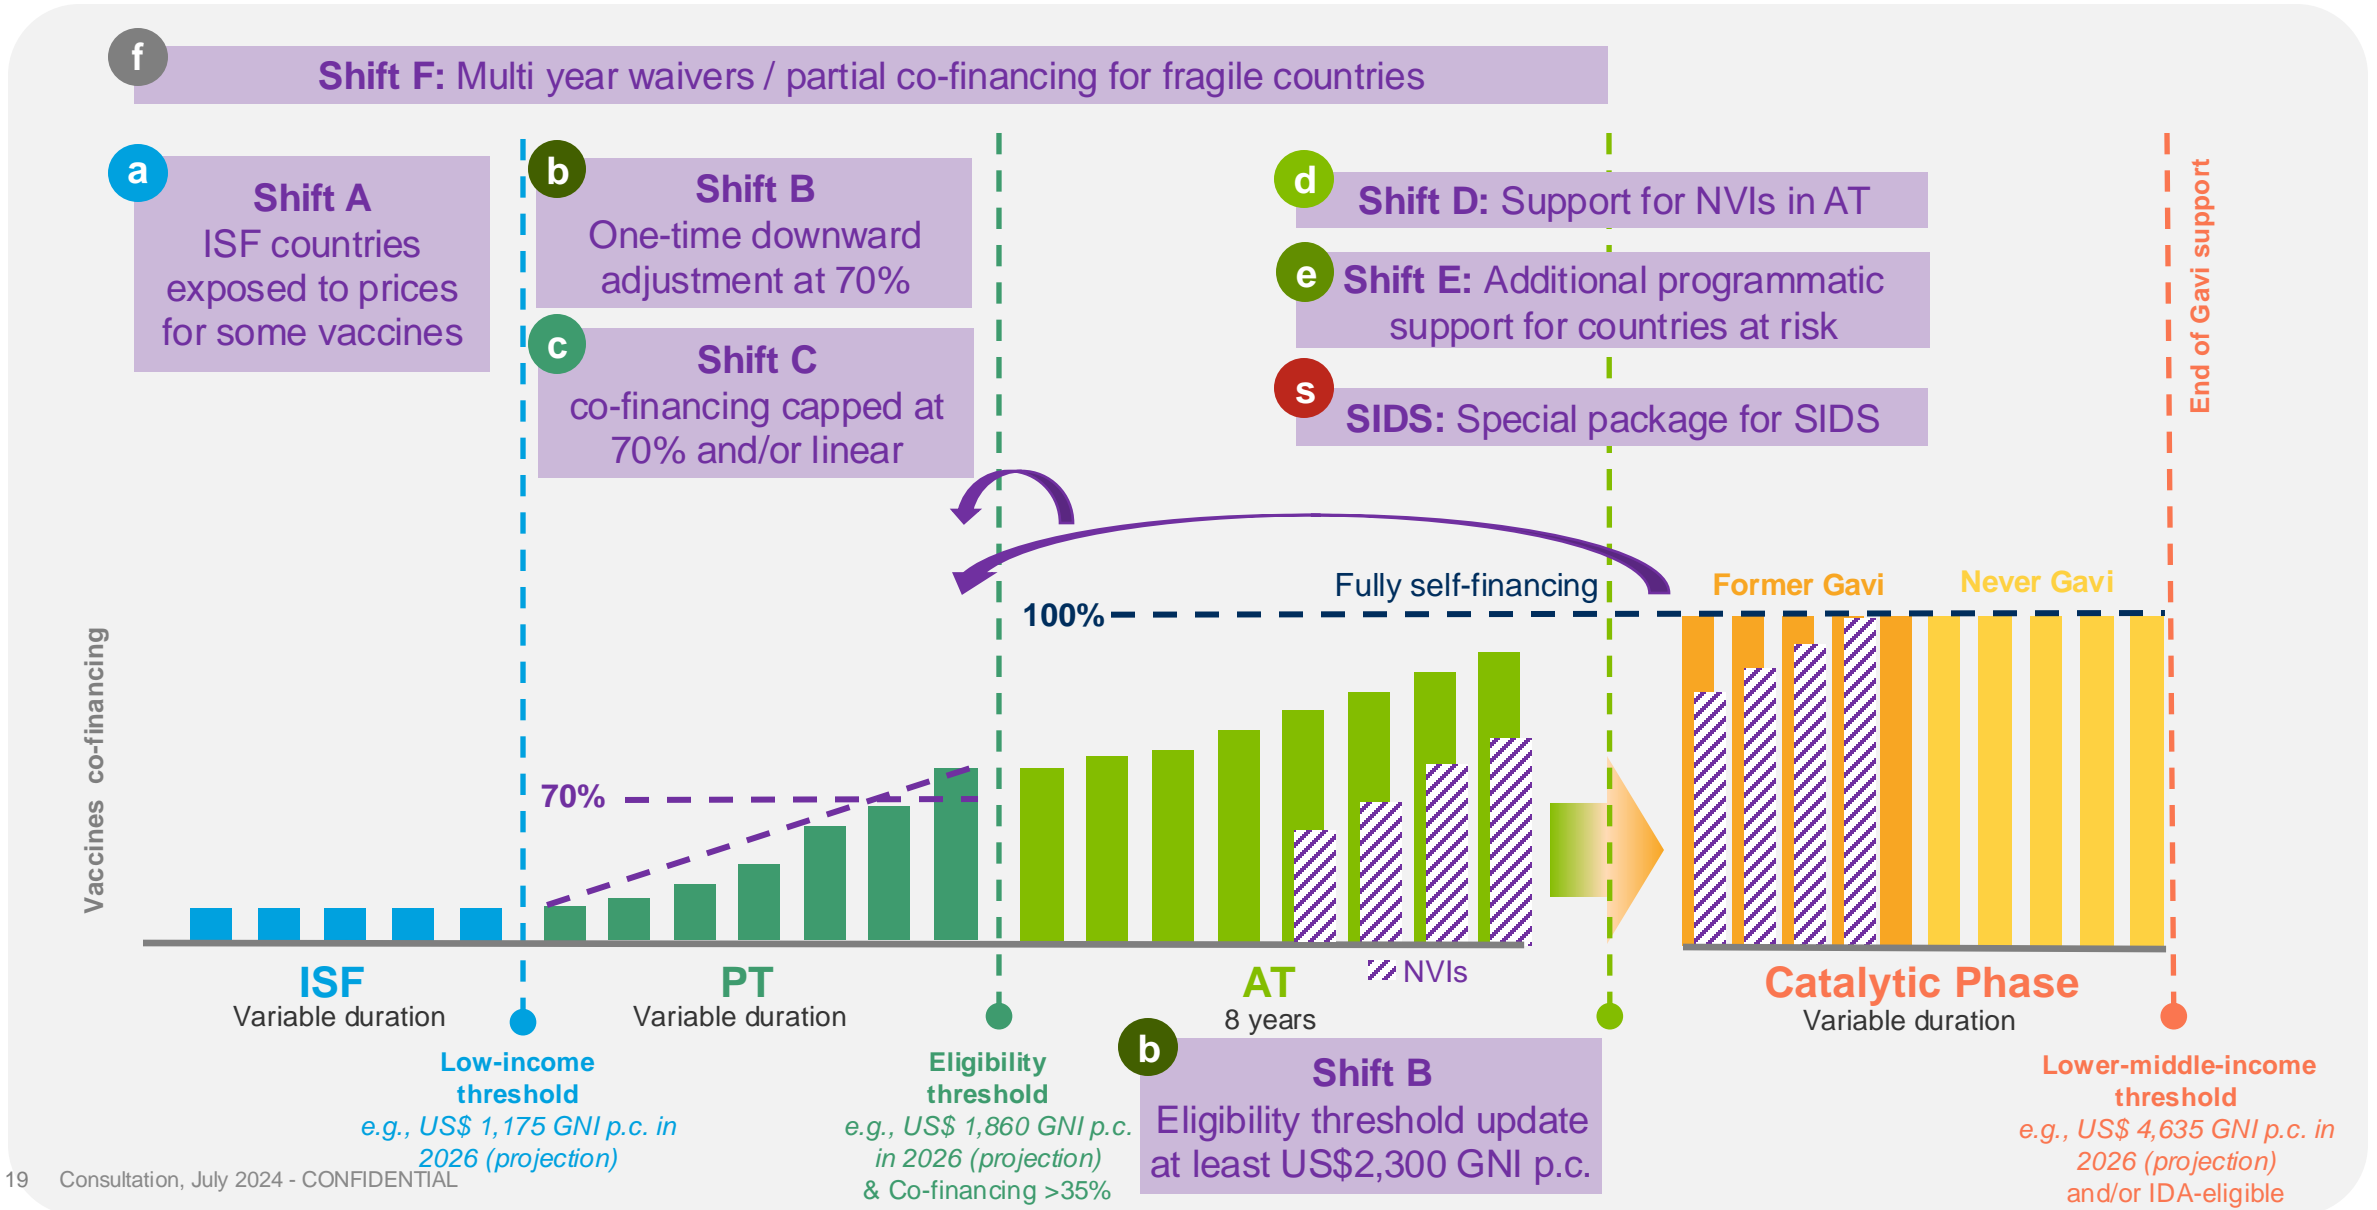 f
Shift F: Multi year waivers / partial co-financing for fragile countries
a
Shift A
ISF countries
exposed to prices
for some vaccines
b
Shift B
One-time downward
adjustment at 70%
c
Shift C
co-financing capped at
70% and/or linear
d
Shift D: Support for NVIs in AT
e
Shift E: Additional programmatic
support for countries at risk
s
SIDS: Special package for SIDS
End of Gavi support
Vaccines co-financing
Fully self-financing
100%
Former Gavi
Never Gavi
70%
ISF
Variable duration
PT
Variable duration
AT
8 years
NVIs
Catalytic Phase
Variable duration
Low-income
threshold
e.g., US$ 1,175 GNI p.c. in
2026 (projection)
Eligibility
threshold
e.g., US$ 1,860 GNI p.c.
in 2026 (projection)
& Co-financing >35%
b
Shift B
Eligibility threshold update
at least US$2,300 GNI p.c.
Lower-middle-income
threshold
e.g., US$ 4,635 GNI p.c. in
2026 (projection)
and/or IDA-eligible
19 Consultation, July 2024 - CONFIDENTIAL